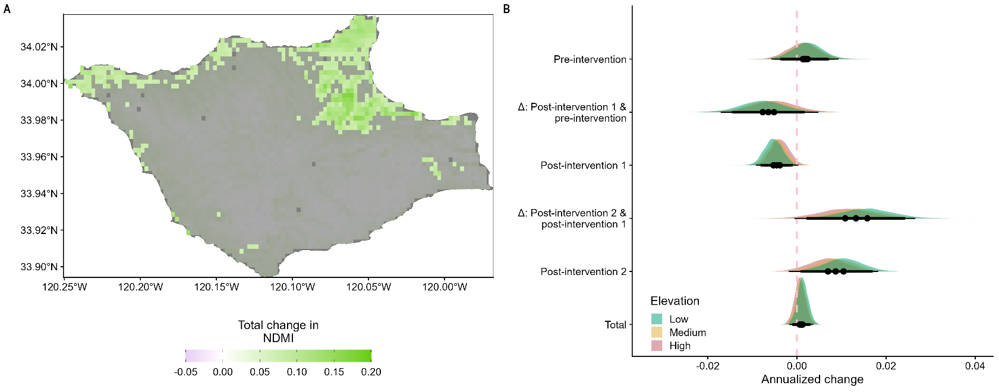 A
34.02°N
34.00°N
33.98°N
33.96°N
33.94°N
33.92°N
33.90°N
120.25°W 120.20°W 120.15°W 120.10°W 120.05°W 120.00°W
Total change in
NDMI
-0.05 0.00 0.05 0.10 0.15 0.20
B
Pre-intervention
Δ: Post-intervention 1 &
pre-intervention
Post-intervention 1
Δ: Post-intervention 2 &
post-intervention 1
Post-intervention 2
Total
Elevation
Low
Medium
High
-0.02 0.00 0.02 0.04
Annualized change